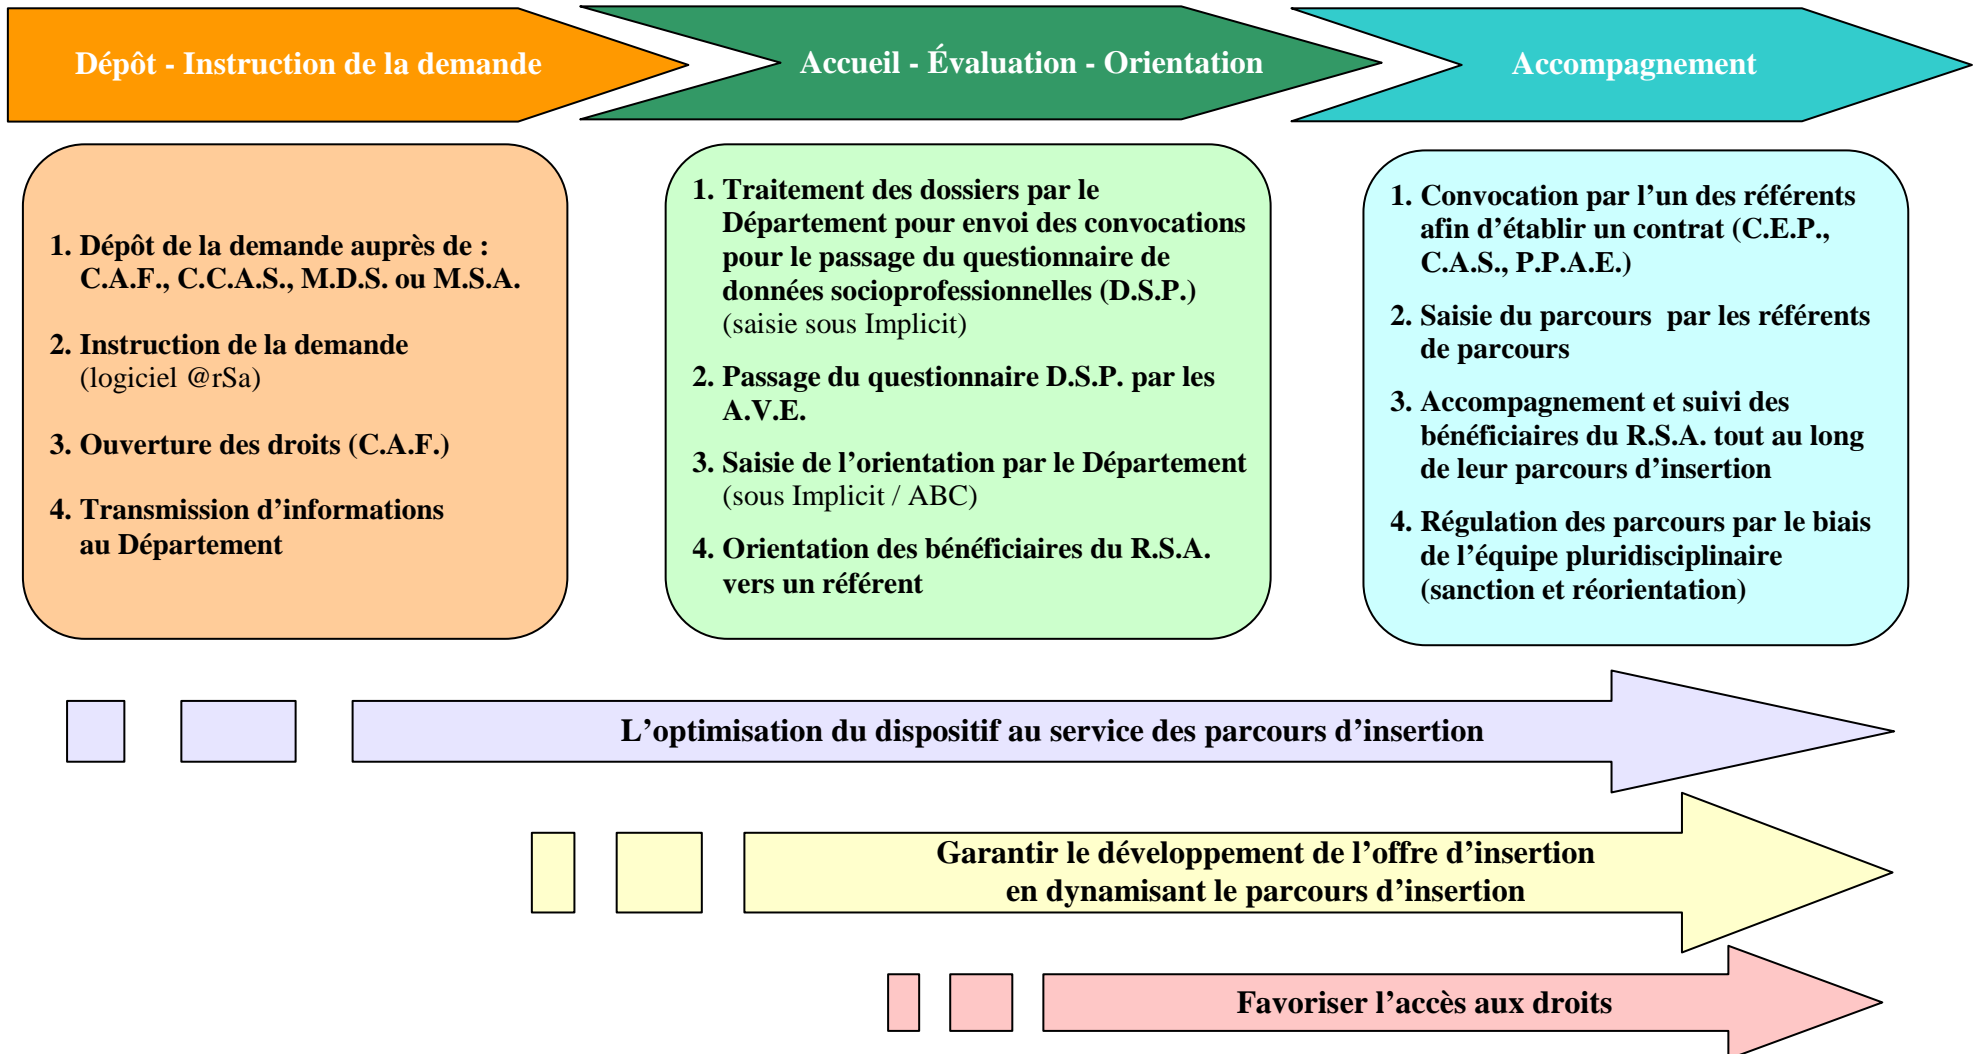 Dépôt - Instruction de la demande
Accueil - Évaluation - Orientation
Accompagnement
1. Dépôt de la demande auprès de :
C.A.F., C.C.A.S., M.D.S. ou M.S.A.
2. Instruction de la demande
(logiciel @rSa)
3. Ouverture des droits (C.A.F.)
4. Transmission d’informations
au Département
1. Traitement des dossiers par le
Département pour envoi des convocations
pour le passage du questionnaire de
données socioprofessionnelles (D.S.P.)
(saisie sous Implicit)
2. Passage du questionnaire D.S.P. par les
A.V.E.
3. Saisie de l’orientation par le Département
(sous Implicit / ABC)
4. Orientation des bénéficiaires du R.S.A.
vers un référent
1. Convocation par l’un des référents
afin d’établir un contrat (C.E.P.,
C.A.S., P.P.A.E.)
2. Saisie du parcours par les référents
de parcours
3. Accompagnement et suivi des
bénéficiaires du R.S.A. tout au long
de leur parcours d’insertion
4. Régulation des parcours par le biais
de l’équipe pluridisciplinaire
(sanction et réorientation)
L’optimisation du dispositif au service des parcours d’insertion
Garantir le développement de l’offre d’insertion
en dynamisant le parcours d’insertion
Favoriser l’accès aux droits